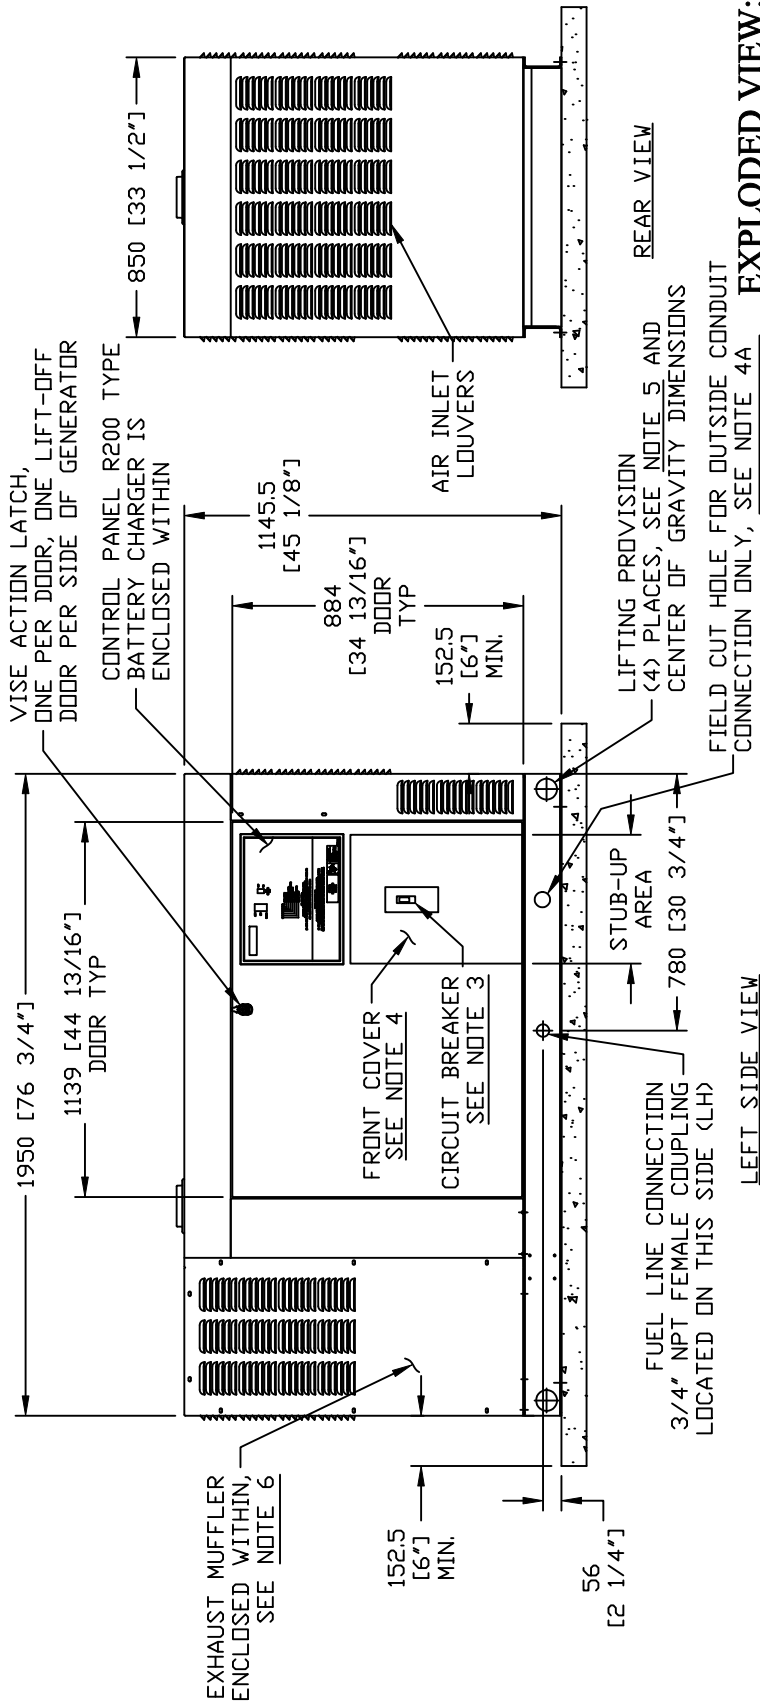 VISE ACTION LATCH,
ONE PER DOOR, ONE LIFT-OFF
DOOR PER SIDE OF GENERATOR
CONTROL PANEL R200 TYPE
BATTERY CHARGER IS
ENCLOSED WITHIN
1950 [76 3/4"]
1139 [44 13/16"]
DOOR TYP
850 [33 1/2"]
1145.5
[45 1/8"]
884
[34 13/16"]
DOOR
TYP
152.5
[6"]
MIN.
AIR INLET
LOUVERS
REAR VIEW
EXHAUST MUFFLER
ENCLOSED WITHIN,
SEE NOTE 6
FRONT COVER
SEE NOTE 4
CIRCUIT BREAKER
SEE NOTE 3
152.5
[6"]
MIN.
56
[2 1/4"]
STUB-UP
AREA
780 [30 3/4"]
LIFTING PROVISION
(4) PLACES, SEE NOTE 5 AND
CENTER OF GRAVITY DIMENSIONS
FIELD CUT HOLE FOR OUTSIDE CONDUIT
CONNECTION ONLY, SEE NOTE 4A
FUEL LINE CONNECTION
3/4" NPT FEMALE COUPLING
LOCATED ON THIS SIDE (LH)
LEFT SIDE VIEW
EXPLODED VIEW: